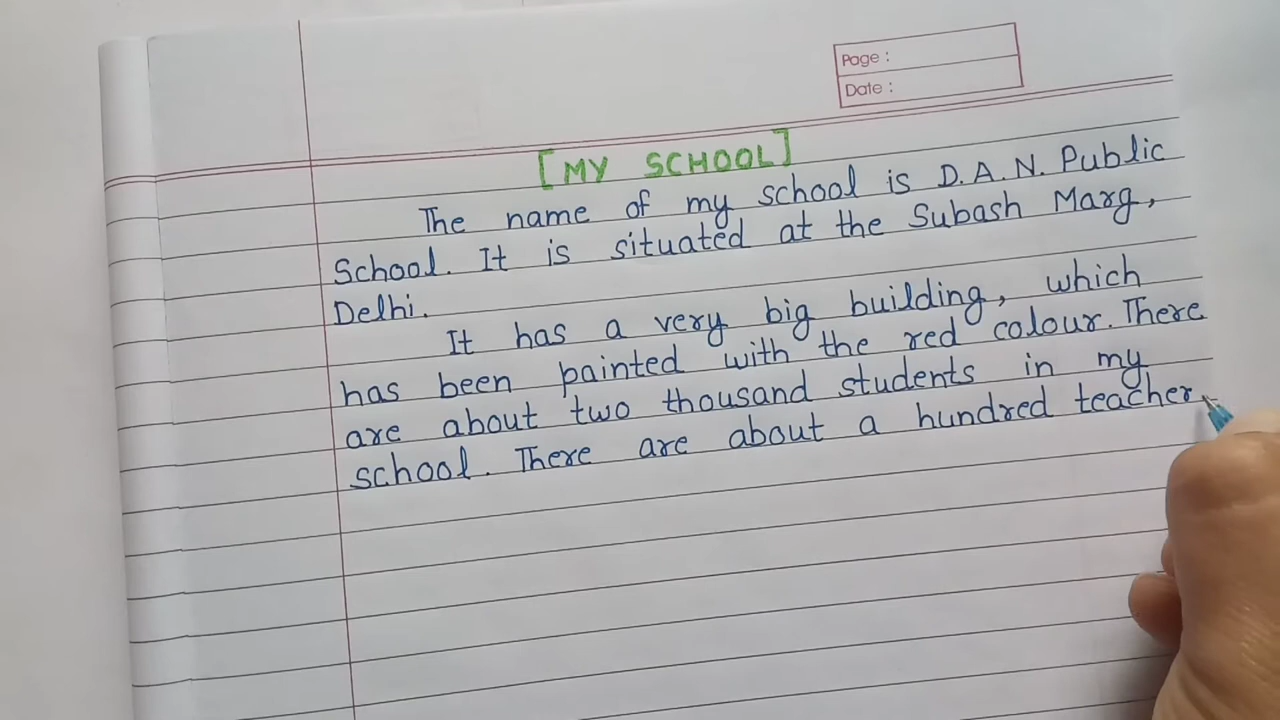 Page :
Date :
[MY SCHOOL]
The name of my school is D.A.N. Public
School. It is situated at the Subash Marg,
Delhi.
It has a very big building, which
has been painted with the red colour. There
are about two thousand students in my
school. There are about a hundred teacher